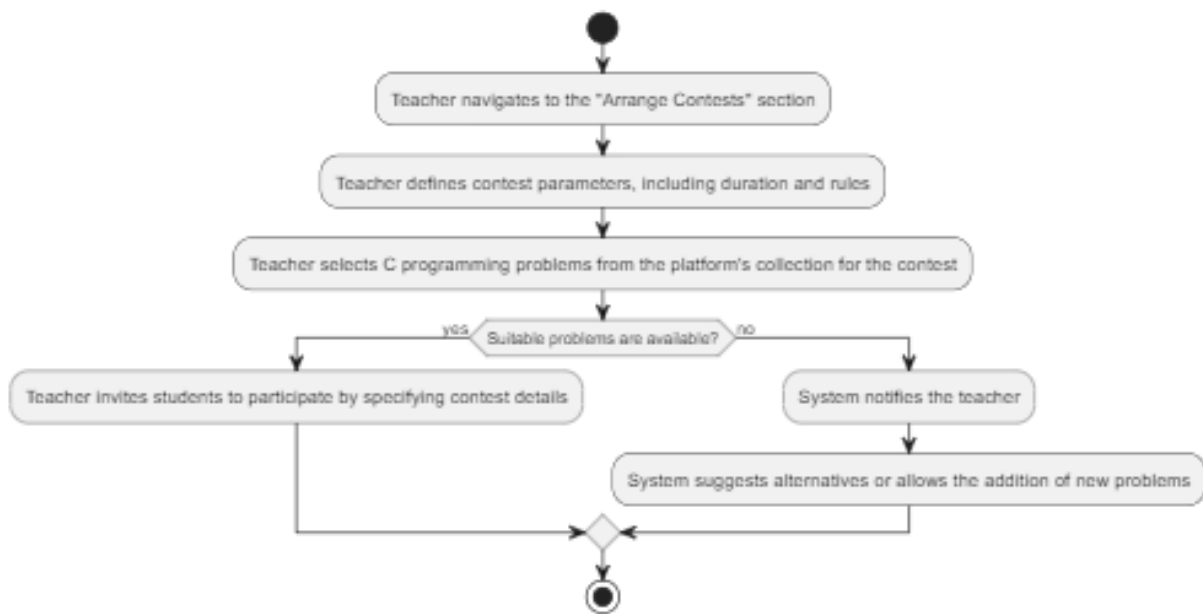 Teacher navigates to the "Arrange Contests" section
Teacher defines contest parameters, including duration and rules
Teacher selects C programming problems from the platform's collection for the contest
yes
Suitable problems are available?
no
Teacher invites students to participate by specifying contest details
System notifies the teacher
System suggests alternatives or allows the addition of new problems